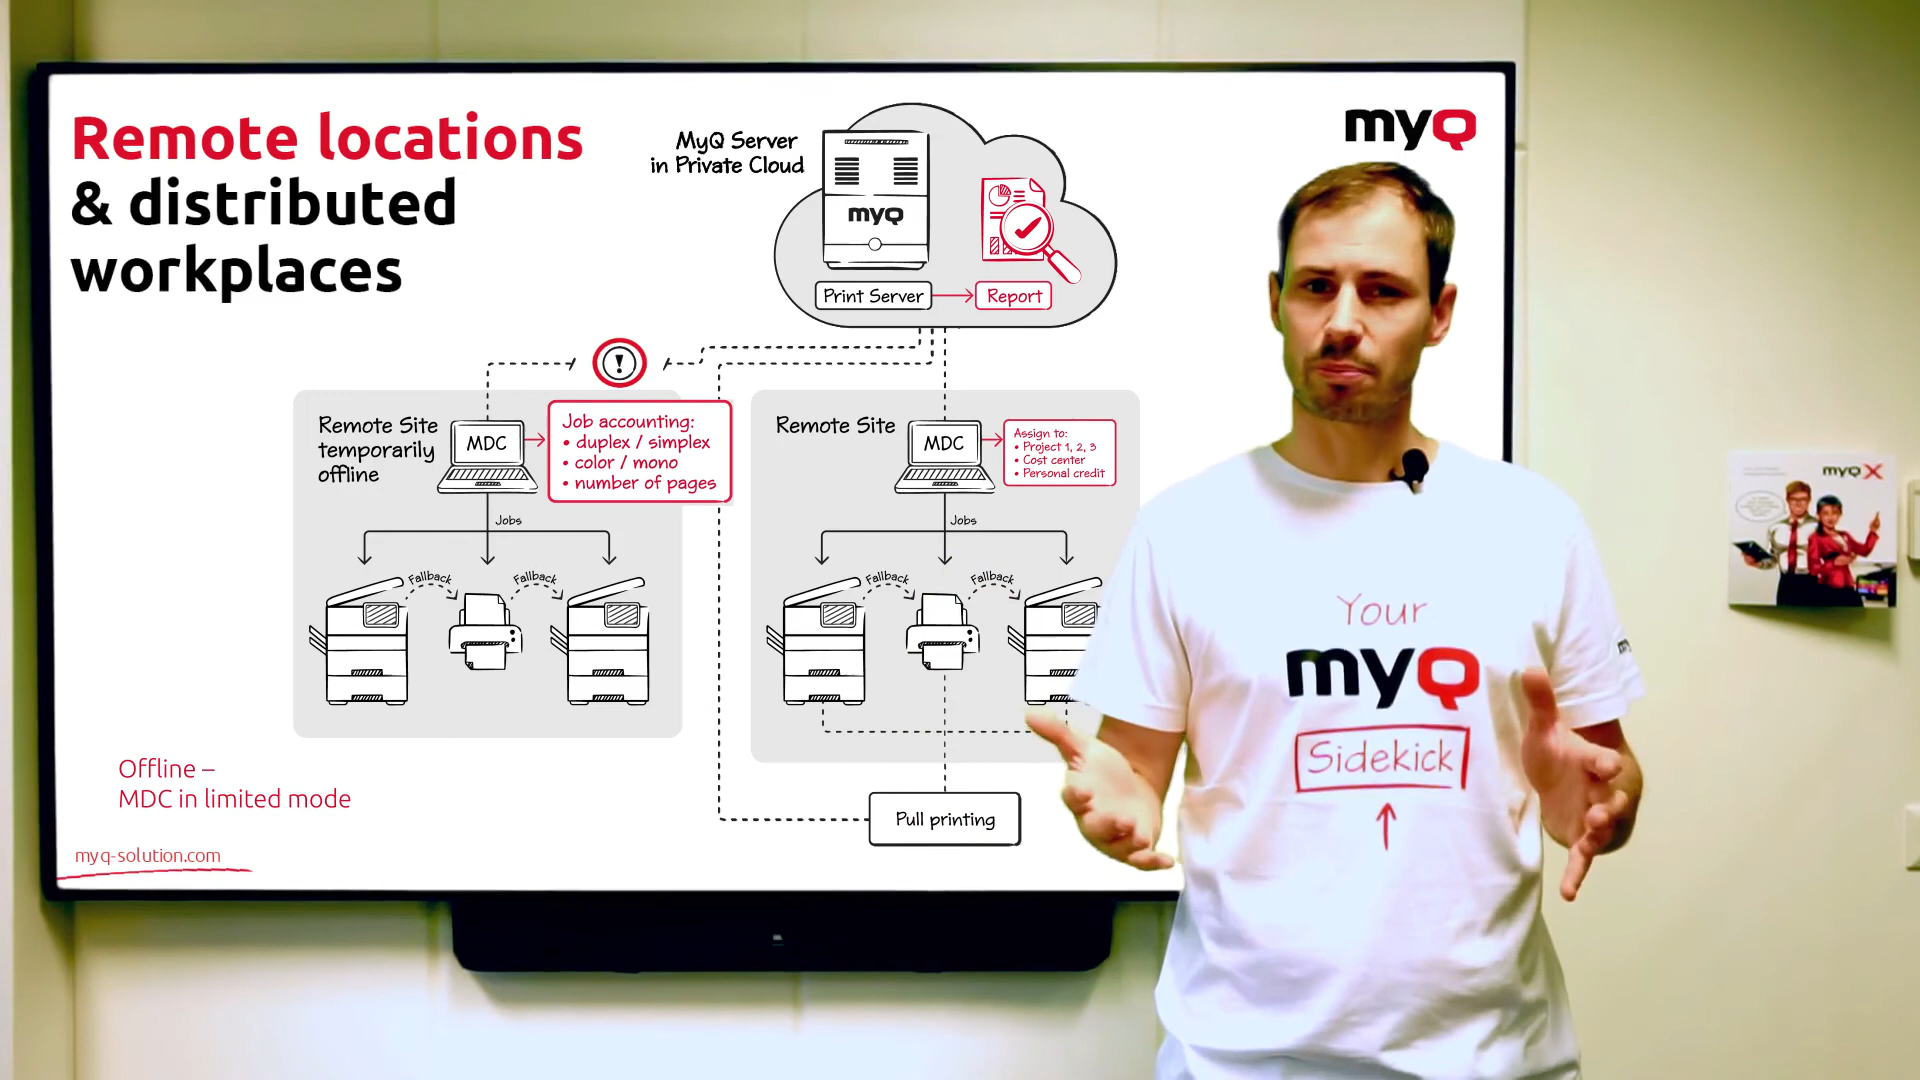 Remote locations
& distributed
workplaces
MyQ Server
in Private Cloud
myQ
Print Server
Report
myQ
Remote Site
temporarily
offline
MDC
Job accounting:
• duplex / simplex
• color / mono
• number of pages
Jobs
Fallback
Fallback
Remote Site
MDC
Assign to:
• Project 1, 2, 3
• Cost center
• Personal credit
Jobs
Fallback
Fallback
Pull printing
Offline –
MDC in limited mode
myq-solution.com
Your
myQ
Sidekick
myQ X